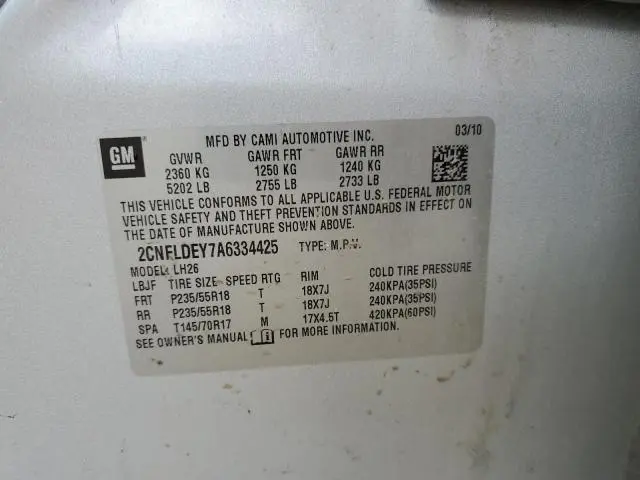 GM
MFD BY CAMI AUTOMOTIVE INC. 03/10
GVWR GAWR FRT GAWR RR
2360 KG 1250 KG 1240 KG
5202 LB 2755 LB 2733 LB
THIS VEHICLE CONFORMS TO ALL APPLICABLE U.S. FEDERAL MOTOR
VEHICLE SAFETY AND THEFT PREVENTION STANDARDS IN EFFECT ON
THE DATE OF MANUFACTURE SHOWN ABOVE.
2CNFLDEY7A6334425 TYPE: M.P.V.
MODEL: LH26
LBJF TIRE SIZE SPEED RTG RIM COLD TIRE PRESSURE
FRT P235/55R18 T 18X7J 240KPA(35PSI)
RR P235/55R18 T 18X7J 240KPA(35PSI)
SPA T145/70R17 M 17X4.5T 420KPA(60PSI)
SEE OWNER'S MANUAL FOR MORE INFORMATION.